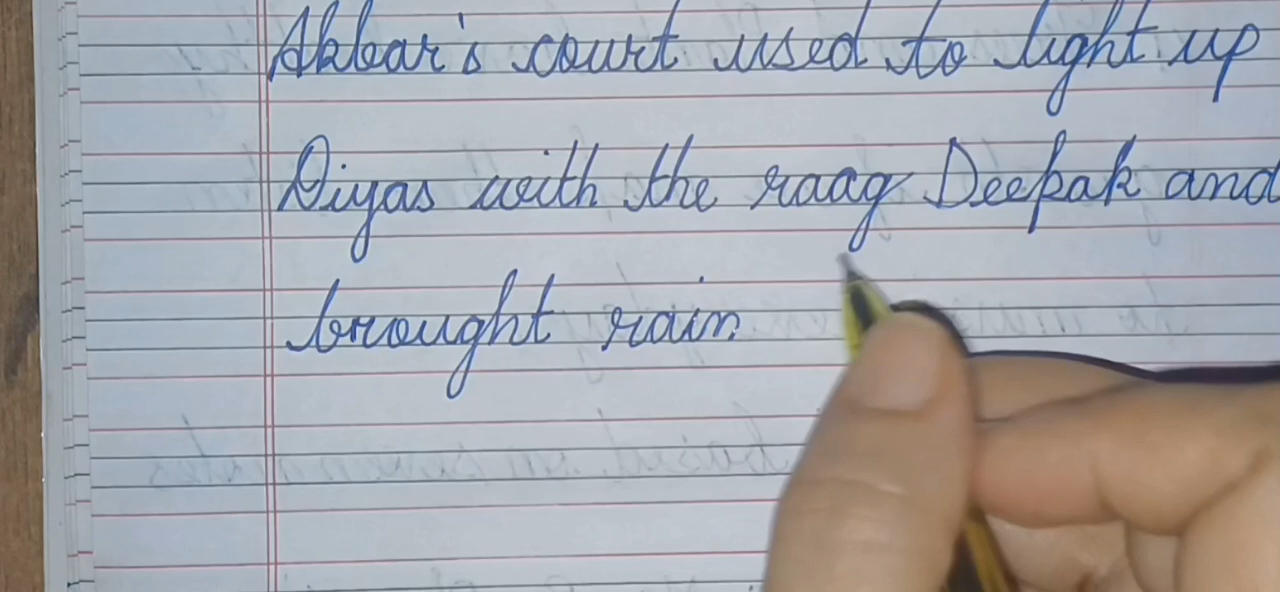 Akbar's court used to light up
Diyas with the raag Deepak and
brought rain